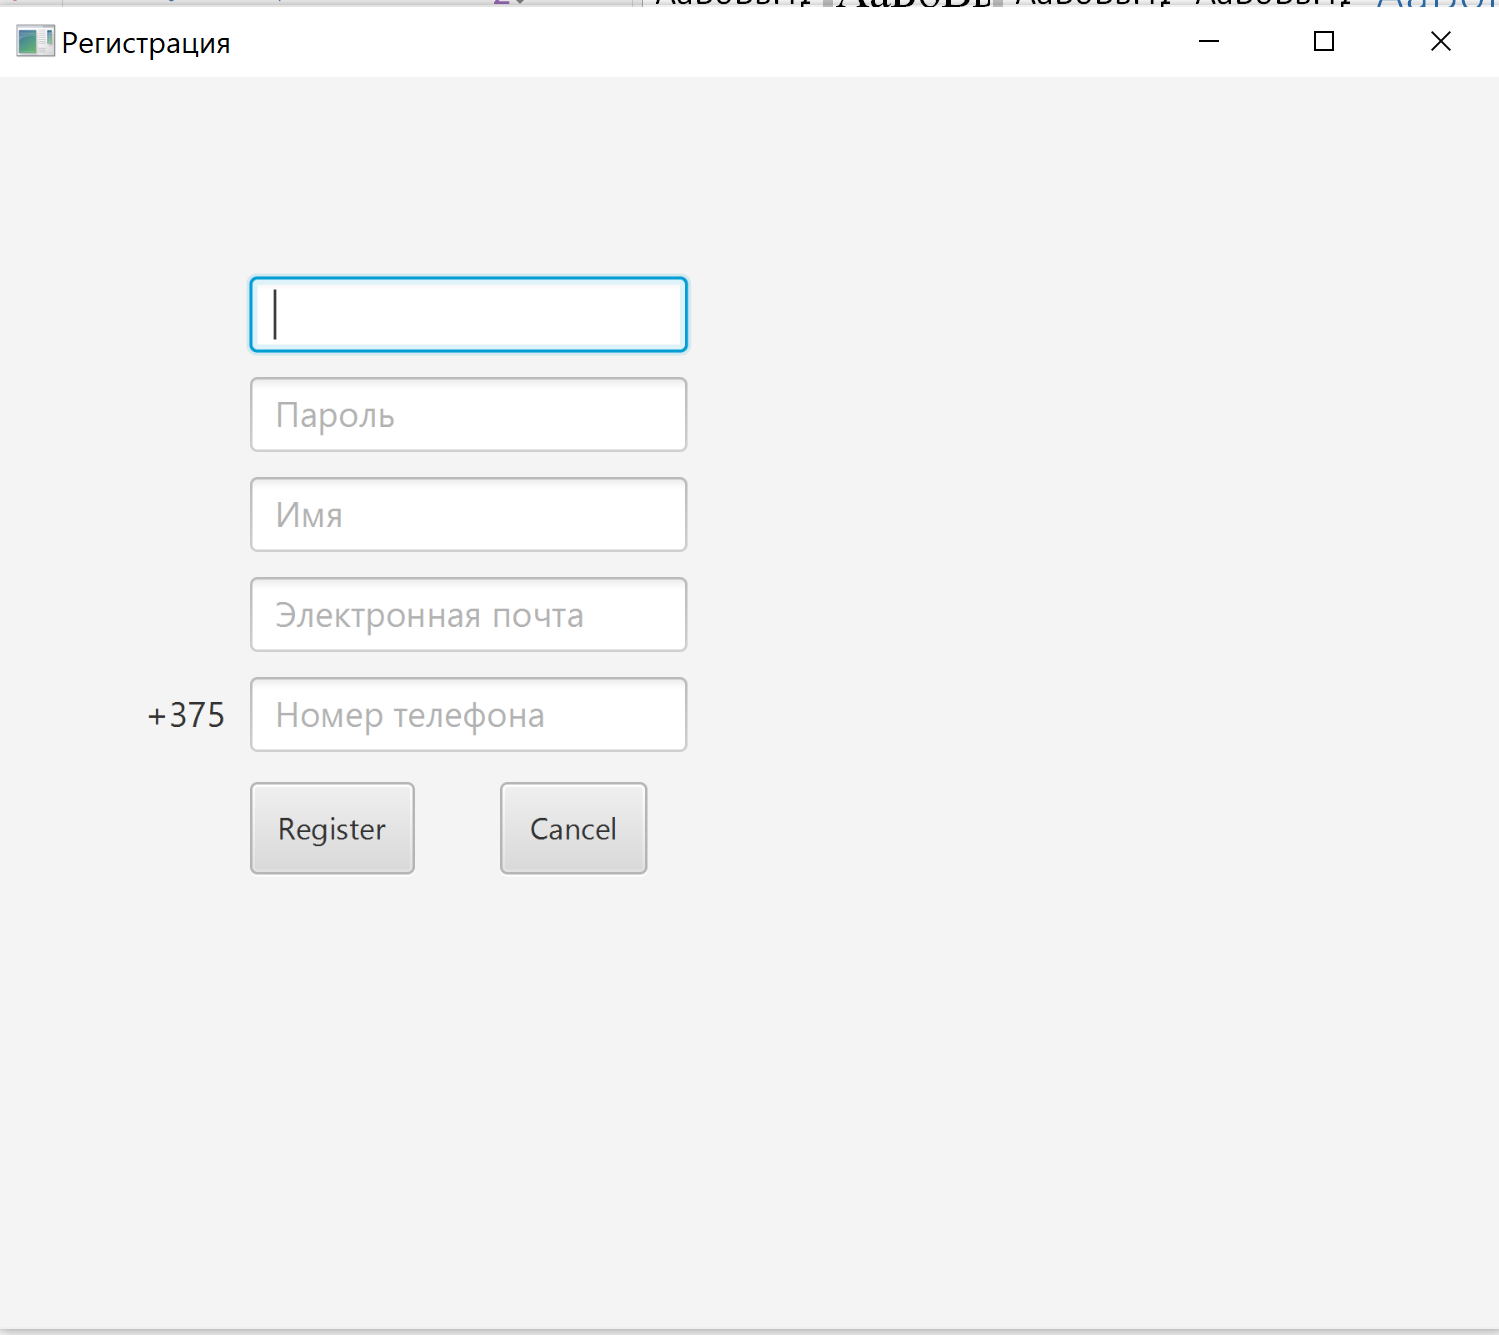 Регистрация
Пароль
Имя
Электронная почта
+375 Номер телефона
Register Cancel